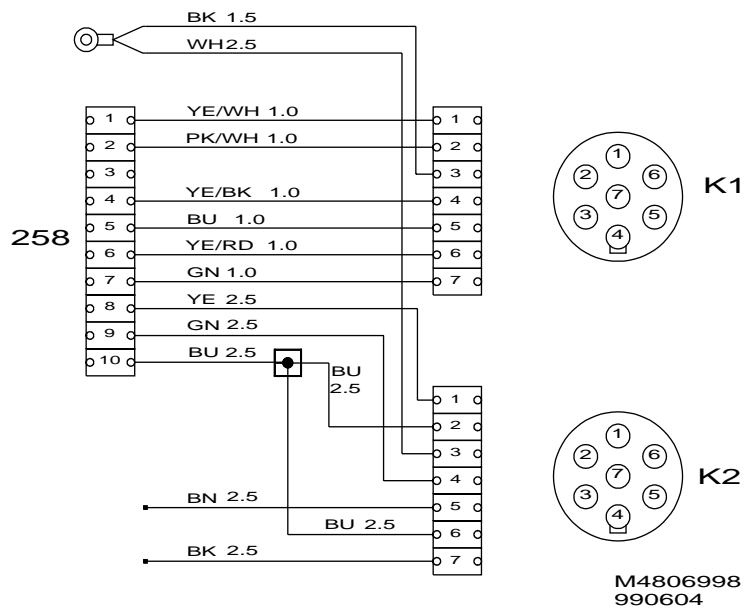 BK 1.5
WH2.5
1 YE/WH 1.0 1
2 PK/WH 1.0 2
3 3
4 YE/BK 1.0 4
5 BU 1.0 5
6 YE/RD 1.0 6
7 GN 1.0 7
8 YE 2.5
9 GN 2.5
10 BU 2.5
258
BU
2.5
1
2
3
4
BN 2.5 5
BU 2.5 6
BK 2.5 7
1
2 6
7
3 5
4
K1
1
2 6
7
3 5
4
K2
M4806998
990604